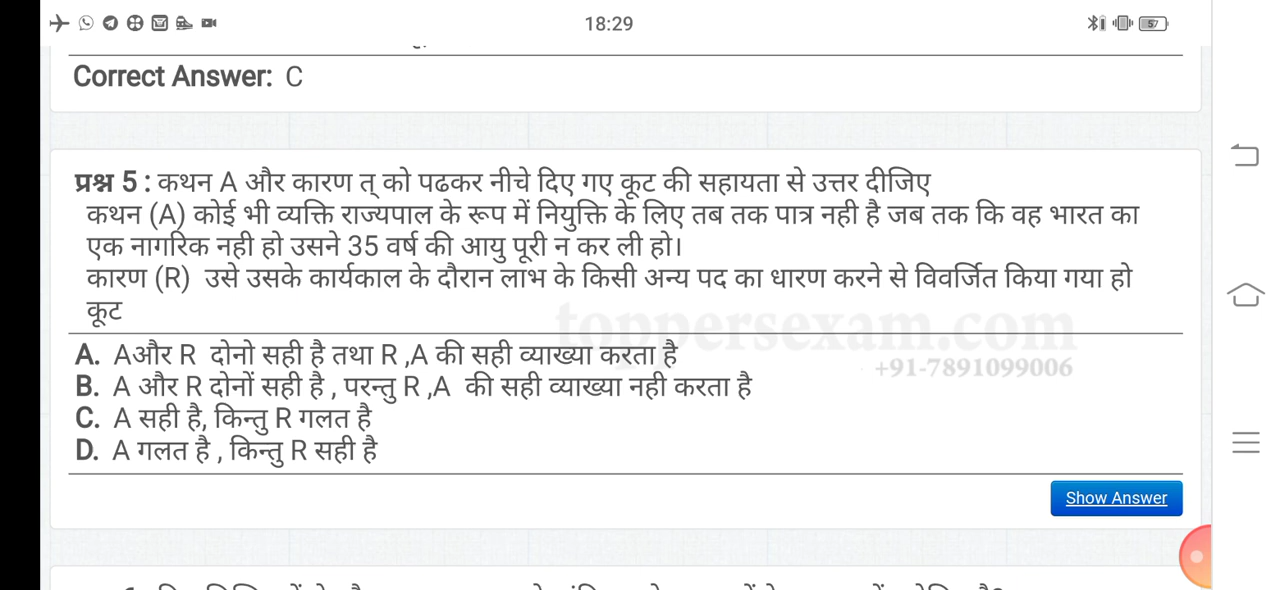 18:29
57
Correct Answer: C
प्रश्न 5 : कथन A और कारण त् को पढकर नीचे दिए गए कूट की सहायता से उत्तर दीजिए
कथन (A) कोई भी व्यक्ति राज्यपाल के रूप में नियुक्ति के लिए तब तक पात्र नही है जब तक कि वह भारत का
एक नागरिक नही हो उसने 35 वर्ष की आयु पूरी न कर ली हो।
कारण (R) उसे उसके कार्यकाल के दौरान लाभ के किसी अन्य पद का धारण करने से विवर्जित किया गया हो
कूट
toppersexam.com
+91-7891099006
A. Aऔर R दोनो सही है तथा R ,A की सही व्याख्या करता है
B. A और R दोनों सही है , परन्तु R ,A की सही व्याख्या नही करता है
C. A सही है, किन्तु R गलत है
D. A गलत है , किन्तु R सही है
Show Answer